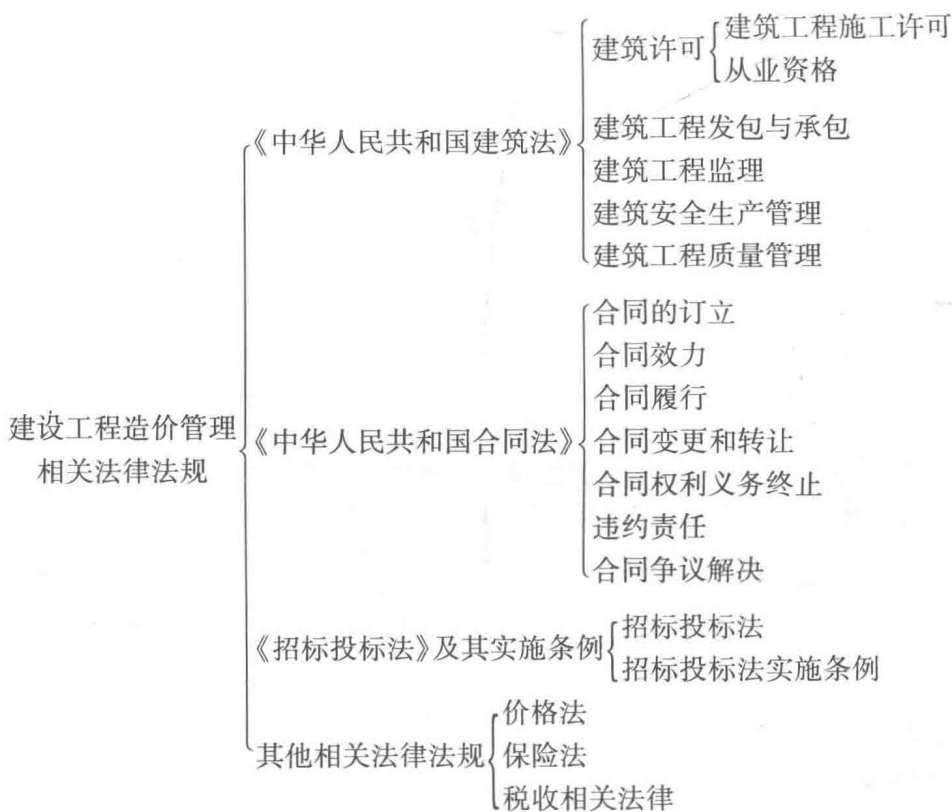 建设工程造价管理
相关法律法规
《中华人民共和国建筑法》
建筑许可
建筑工程施工许可
从业资格
建筑工程发包与承包
建筑工程监理
建筑安全生产管理
建筑工程质量管理
《中华人民共和国合同法》
合同的订立
合同效力
合同履行
合同变更和转让
合同权利义务终止
违约责任
合同争议解决
《招标投标法》及其实施条例
招标投标法
招标投标法实施条例
其他相关法律法规
价格法
保险法
税收相关法律